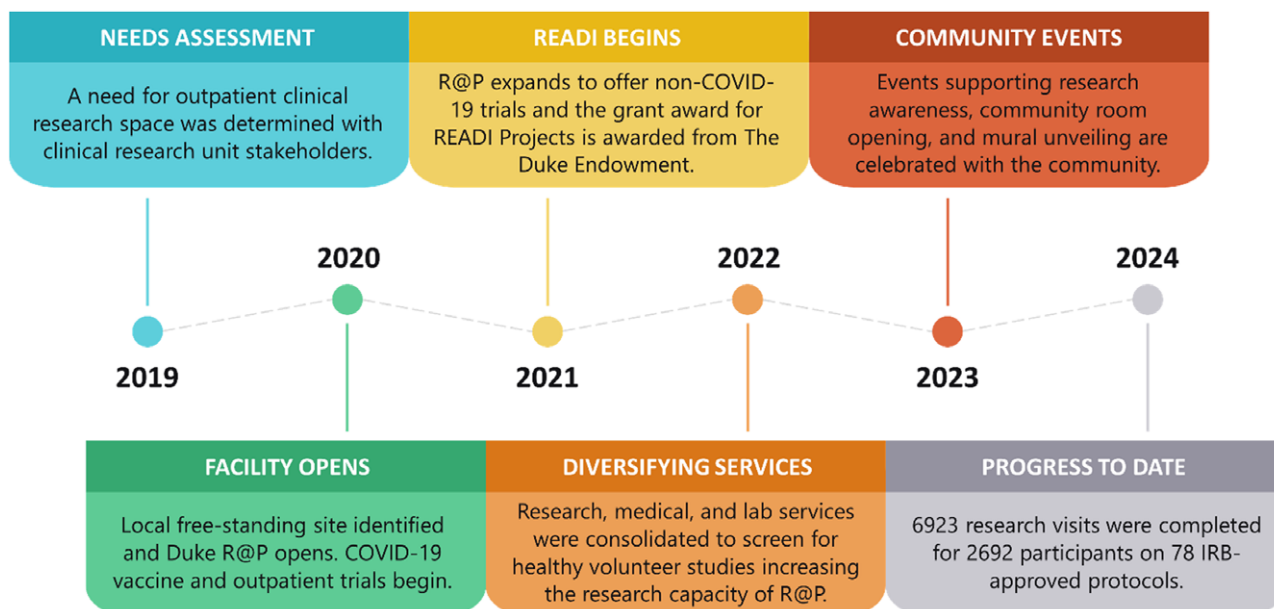 NEEDS ASSESSMENT
A need for outpatient clinical
research space was determined with
clinical research unit stakeholders.
READI BEGINS
R@P expands to offer non-COVID-
19 trials and the grant award for
READI Projects is awarded from The
Duke Endowment.
COMMUNITY EVENTS
Events supporting research
awareness, community room
opening, and mural unveiling are
celebrated with the community.
2020
2022
2024
2019
2021
2023
FACILITY OPENS
Local free-standing site identified
and Duke R@P opens. COVID-19
vaccine and outpatient trials begin.
DIVERSIFYING SERVICES
Research, medical, and lab services
were consolidated to screen for
healthy volunteer studies increasing
the research capacity of R@P.
PROGRESS TO DATE
6923 research visits were completed
for 2692 participants on 78 IRB-
approved protocols.